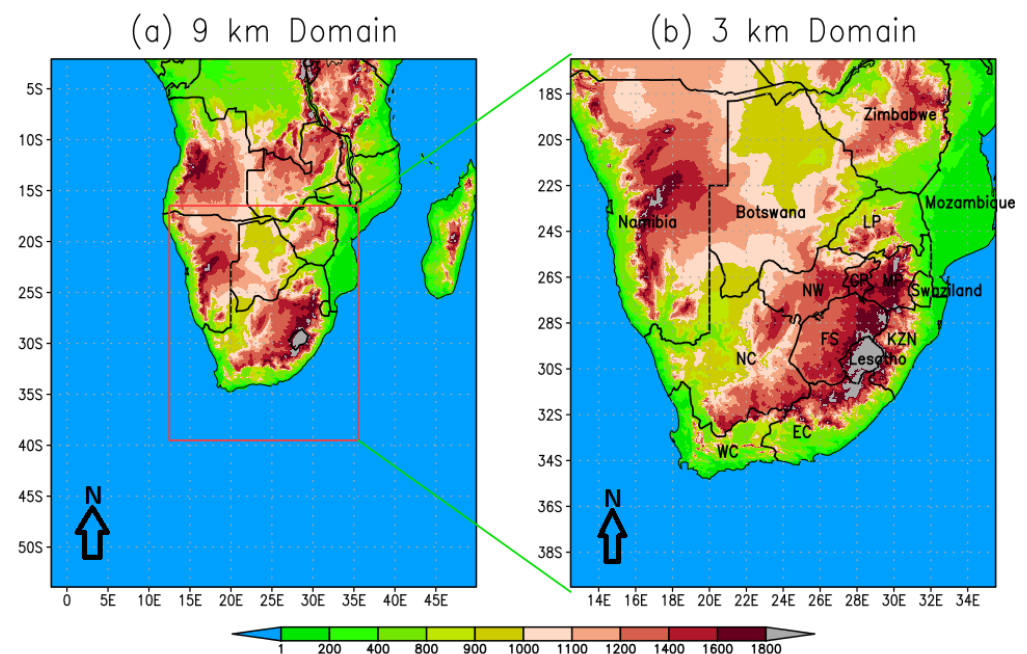 (a) 9 km Domain
(b) 3 km Domain
5S
10S
15S
20S
25S
30S
35S
40S
45S
50S
0 5E 10E 15E 20E 25E 30E 35E 40E 45E
N
18S
20S
22S
24S
26S
28S
30S
32S
34S
36S
38S
14E 16E 18E 20E 22E 24E 26E 28E 30E 32E 34E
Zimbabwe
Mozambique
Namibia
Botswana
LP
NW GP MP
Swaziland
FS KZN
NC
Lesotho
EC
WC
N
1 200 400 800 900 1000 1100 1200 1400 1600 1800